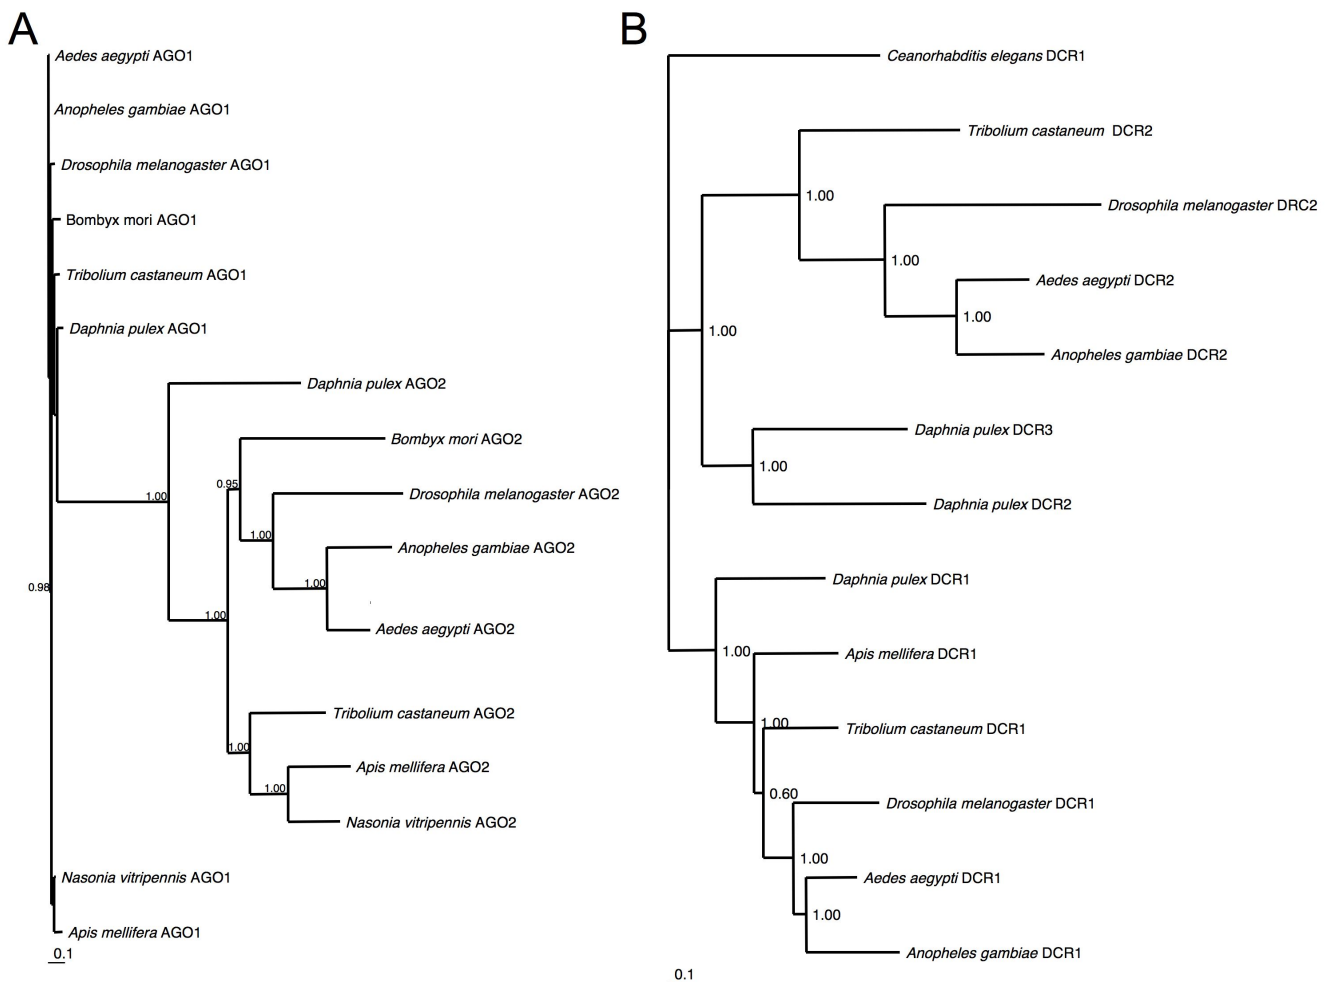 A
Aedes aegypti AGO1
Anopheles gambiae AGO1
Drosophila melanogaster AGO1
Bombyx mori AGO1
Tribolium castaneum AGO1
Daphnia pulex AGO1
Daphnia pulex AGO2
Bombyx mori AGO2
0.95
1.00
Drosophila melanogaster AGO2
1.00
Anopheles gambiae AGO2
1.00
0.98
1.00
Aedes aegypti AGO2
Tribolium castaneum AGO2
1.00
Apis mellifera AGO2
1.00
Nasonia vitripennis AGO2
Nasonia vitripennis AGO1
Apis mellifera AGO1
0.1
B
Ceanorhabditis elegans DCR1
Tribolium castaneum DCR2
1.00
Drosophila melanogaster DRC2
1.00
Aedes aegypti DCR2
1.00
1.00
Anopheles gambiae DCR2
Daphnia pulex DCR3
1.00
Daphnia pulex DCR2
Daphnia pulex DCR1
1.00
Apis mellifera DCR1
1.00
Tribolium castaneum DCR1
0.60
Drosophila melanogaster DCR1
1.00
Aedes aegypti DCR1
1.00
Anopheles gambiae DCR1
0.1